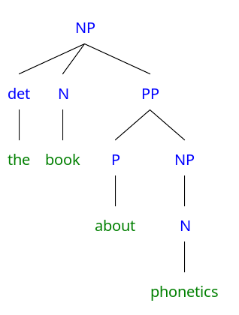 NP
det N PP
the book P NP
about N
phonetics